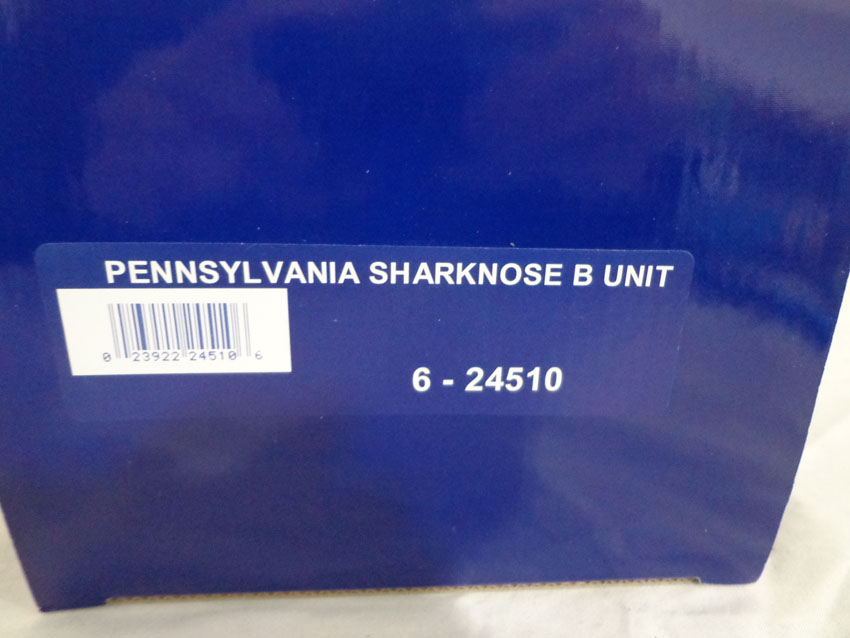 PENNSYLVANIA SHARKNOSE B UNIT
0 23922 24510 6
6 - 24510